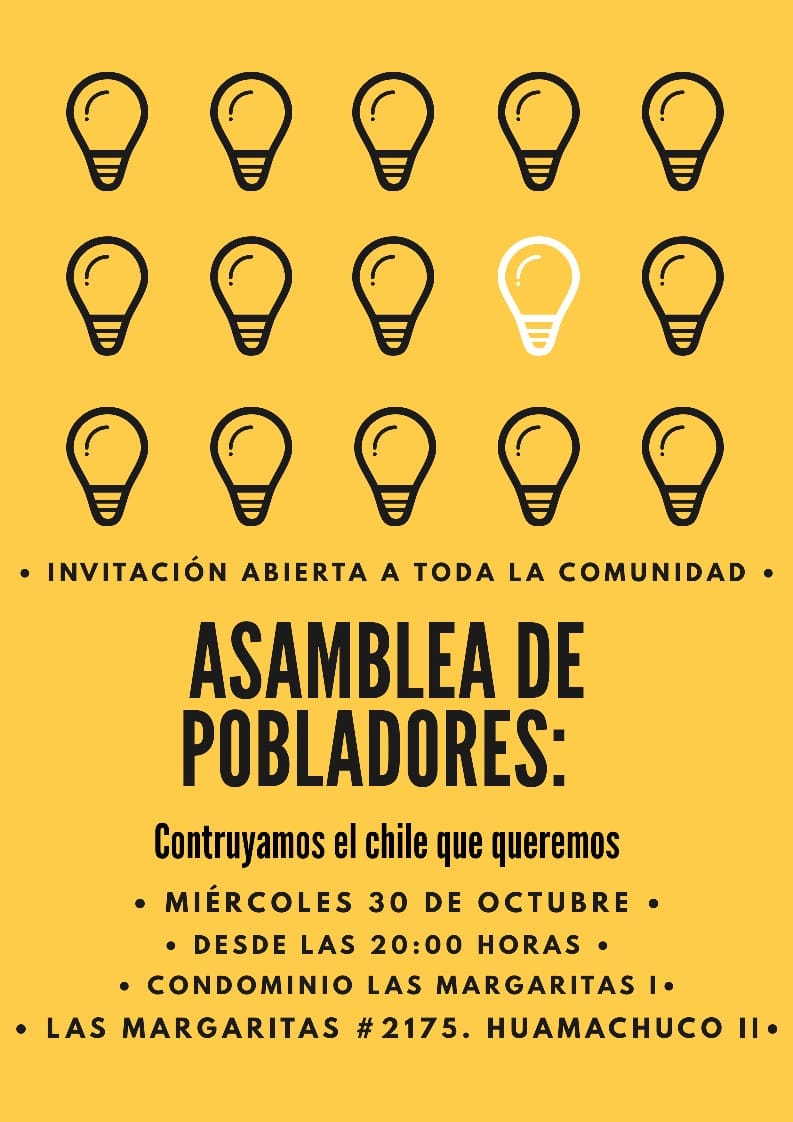 • INVITACIÓN ABIERTA A TODA LA COMUNIDAD •
ASAMBLEA DE
POBLADORES:
Contruyamos el chile que queremos
• MIÉRCOLES 30 DE OCTUBRE •
• DESDE LAS 20:00 HORAS •
• CONDOMINIO LAS MARGARITAS I •
• LAS MARGARITAS #2175. HUAMACHUCO II •